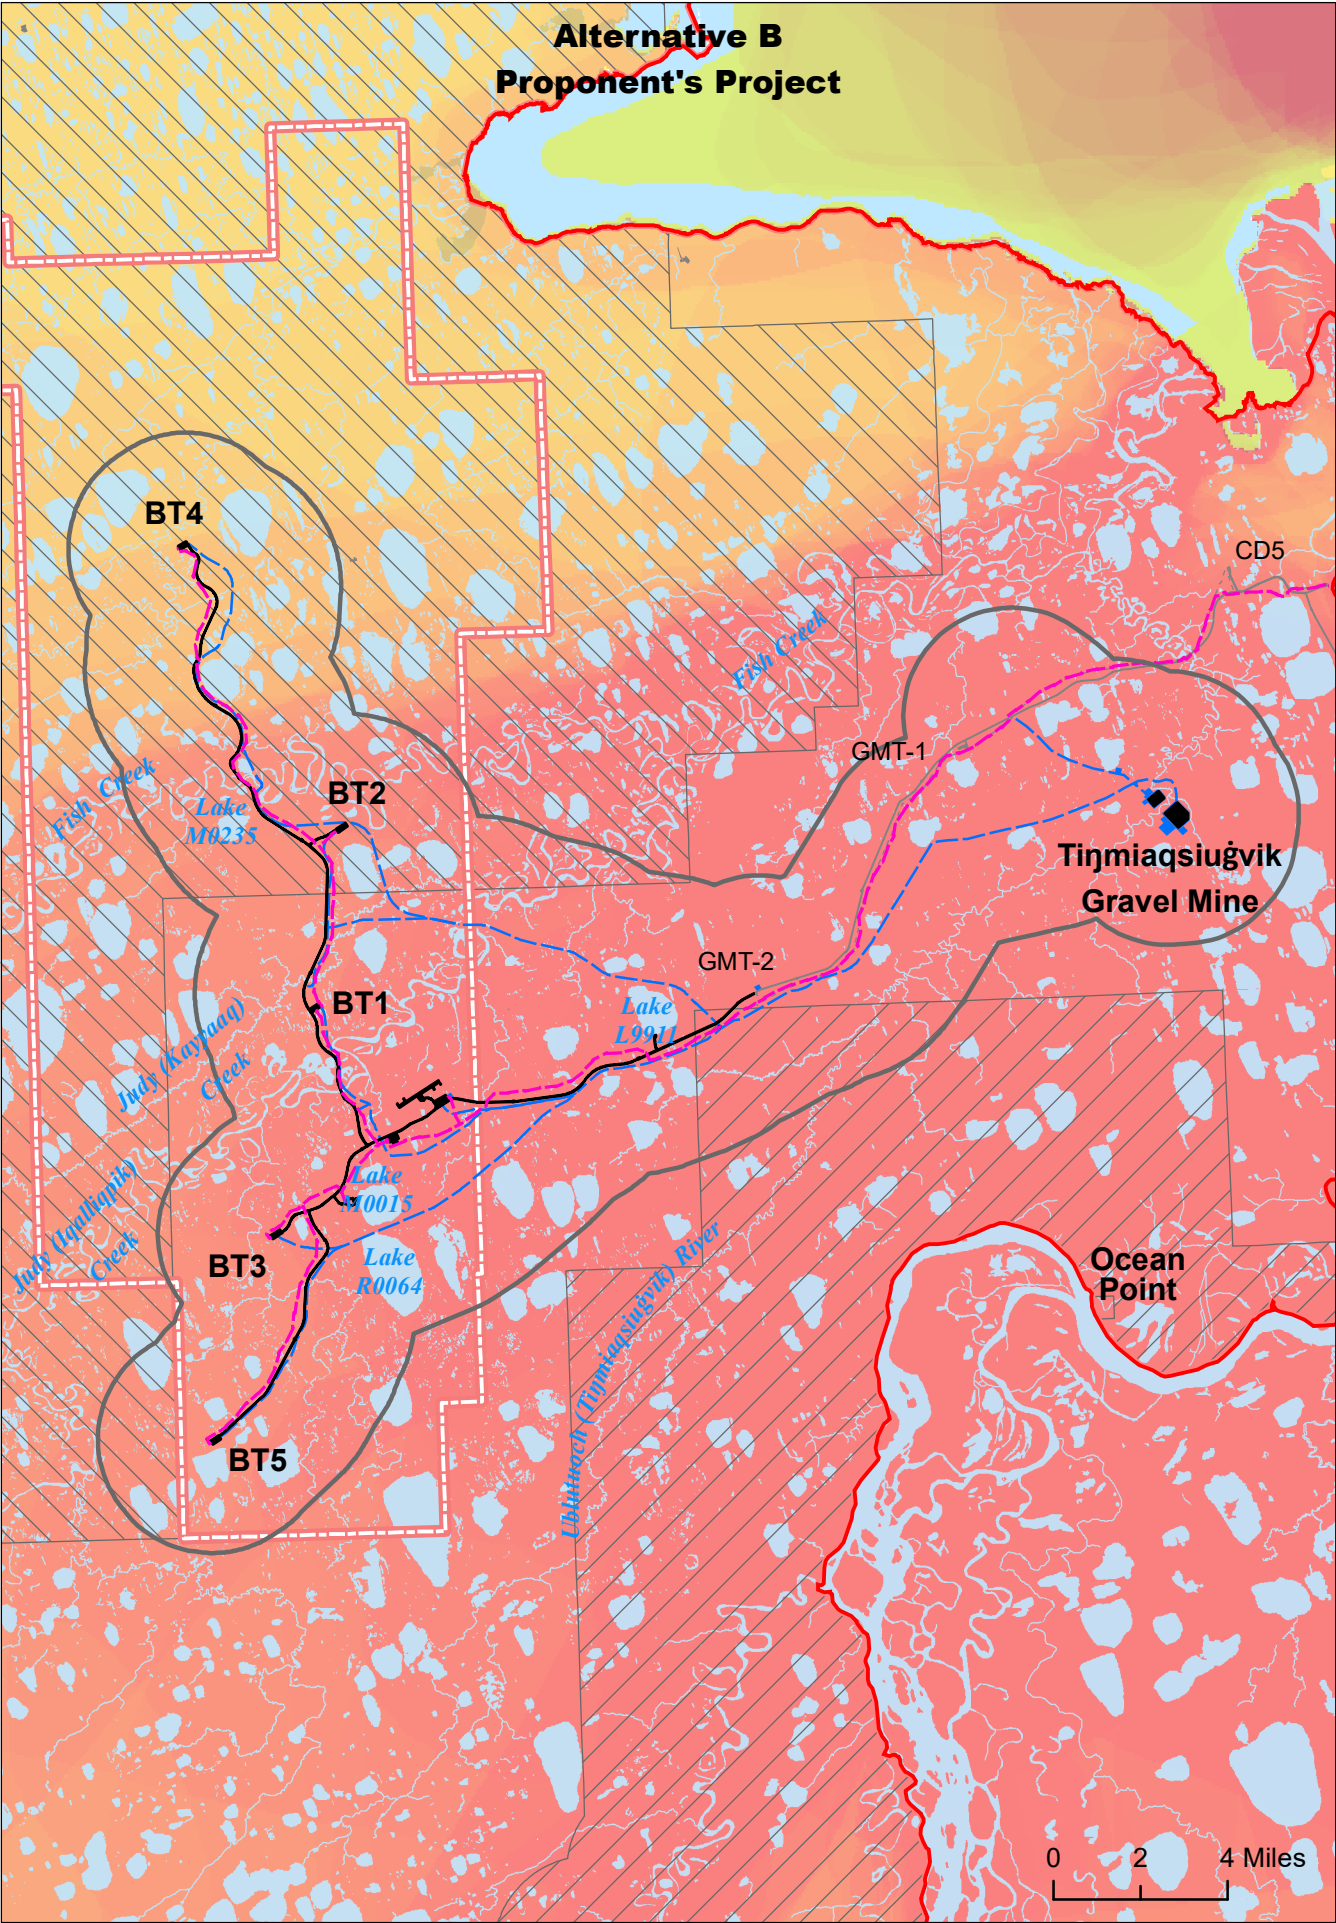 Alternative B
Proponent's Project
BT4
CD5
Fish Creek
GMT-1
Fish Creek
BT2
Lake
M0235
Tiŋmiaqsiuġvik
Gravel Mine
GMT-2
BT1
Lake
L9911
Judy (Kayyaaq)
Creek
Lake
M0015
Judy (Iqalliqpik)
Creek
BT3
Lake
R0064
Ublutuoch (Tiŋmiaqsiuġvik) River
Ocean
Point
BT5
0 2 4 Miles